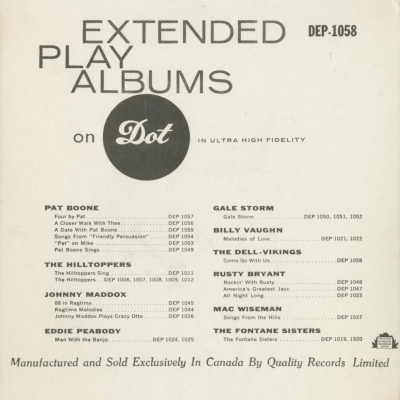 EXTENDED
PLAY
ALBUMS
DEP-1058
on Dot IN ULTRA HIGH FIDELITY
PAT BOONE
Four by Pat DEP 1057
A Closer Walk With Thee DEP 1056
A Date With Pat Boone DEP 1055
Songs From "Friendly Persuasion" DEP 1054
"Pat" on Mike DEP 1053
Pat Boone Sings DEP 1049
THE HILLTOPPERS
The Hilltoppers Sing DEP 1011
The Hilltoppers DEP 1006, 1007, 1008, 1009, 1012
JOHNNY MADDOX
88 in Ragtime DEP 1045
Ragtime Melodies DEP 1044
Johnny Maddox Plays Crazy Otto DEP 1026
EDDIE PEABODY
Man With the Banjo DEP 1024, 1025
GALE STORM
Gale Storm DEP 1050, 1051, 1052
BILLY VAUGHN
Melodies of Love DEP 1021, 1022
THE DELL-VIKINGS
Come Go With Us DEP 1058
RUSTY BRYANT
Rockin' With Rusty DEP 1048
America's Greatest Jazz DEP 1047
All Night Long DEP 1023
MAC WISEMAN
Songs From the Hills DEP 1027
THE FONTANE SISTERS
The Fontane Sisters DEP 1019, 1920
Manufactured and Sold Exclusively In Canada By Quality Records Limited